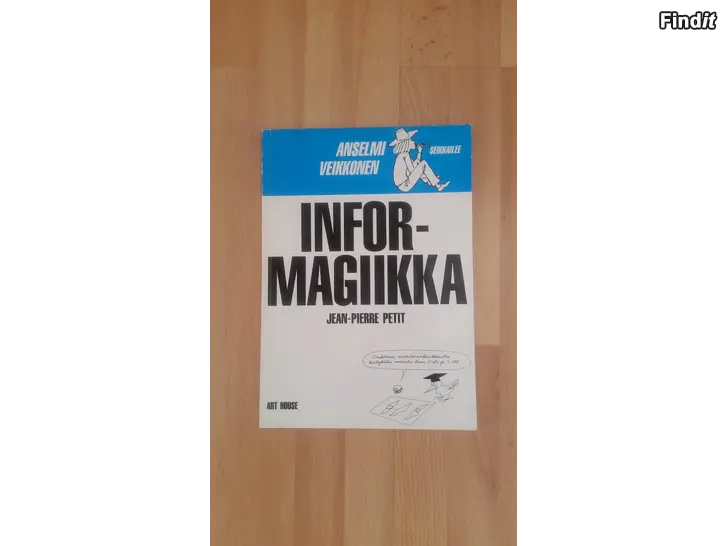 Findit
ANSELMI
VEIKKONEN
SEIKKAILEE
INFOR-
MAGIIKKA
JEAN-PIERRE PETIT
ART HOUSE